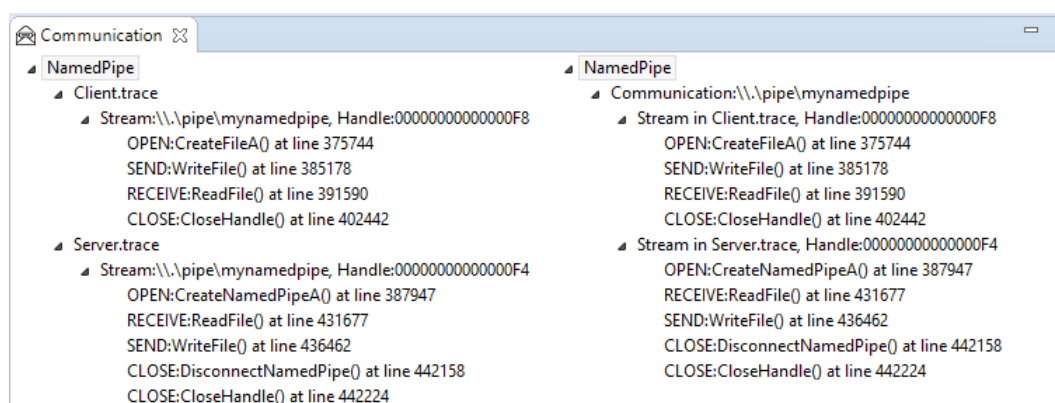 Communication
NamedPipe
Client.trace
Stream:\\.\pipe\mynamedpipe, Handle:00000000000000F8
OPEN:CreateFileA() at line 375744
SEND:WriteFile() at line 385178
RECEIVE:ReadFile() at line 391590
CLOSE:CloseHandle() at line 402442
Server.trace
Stream:\\.\pipe\mynamedpipe, Handle:00000000000000F4
OPEN:CreateNamedPipeA() at line 387947
RECEIVE:ReadFile() at line 431677
SEND:WriteFile() at line 436462
CLOSE:DisconnectNamedPipe() at line 442158
CLOSE:CloseHandle() at line 442224
NamedPipe
Communication:\\.\pipe\mynamedpipe
Stream in Client.trace, Handle:00000000000000F8
OPEN:CreateFileA() at line 375744
SEND:WriteFile() at line 385178
RECEIVE:ReadFile() at line 391590
CLOSE:CloseHandle() at line 402442
Stream in Server.trace, Handle:00000000000000F4
OPEN:CreateNamedPipeA() at line 387947
RECEIVE:ReadFile() at line 431677
SEND:WriteFile() at line 436462
CLOSE:DisconnectNamedPipe() at line 442158
CLOSE:CloseHandle() at line 442224